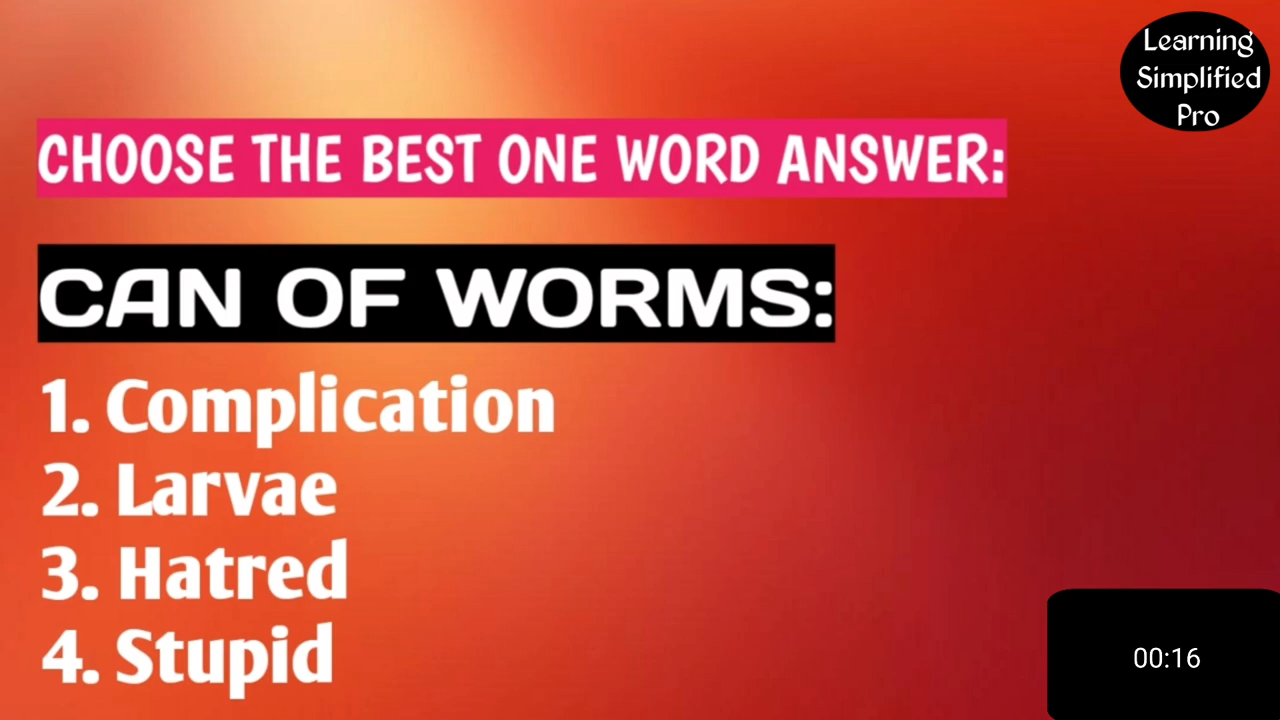 Learning
Simplified
Pro
CHOOSE THE BEST ONE WORD ANSWER:
CAN OF WORMS:
1. Complication
2. Larvae
3. Hatred
4. Stupid
00:16